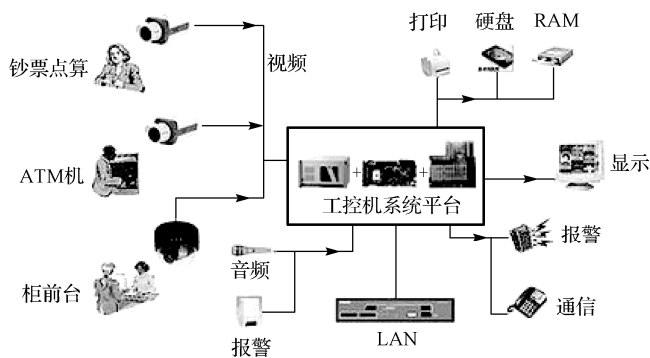 打印
硬盘
RAM
钞票点算
视频
ATM机
+
+
工控机系统平台
显示
柜前台
音频
报警
报警
通信
LAN